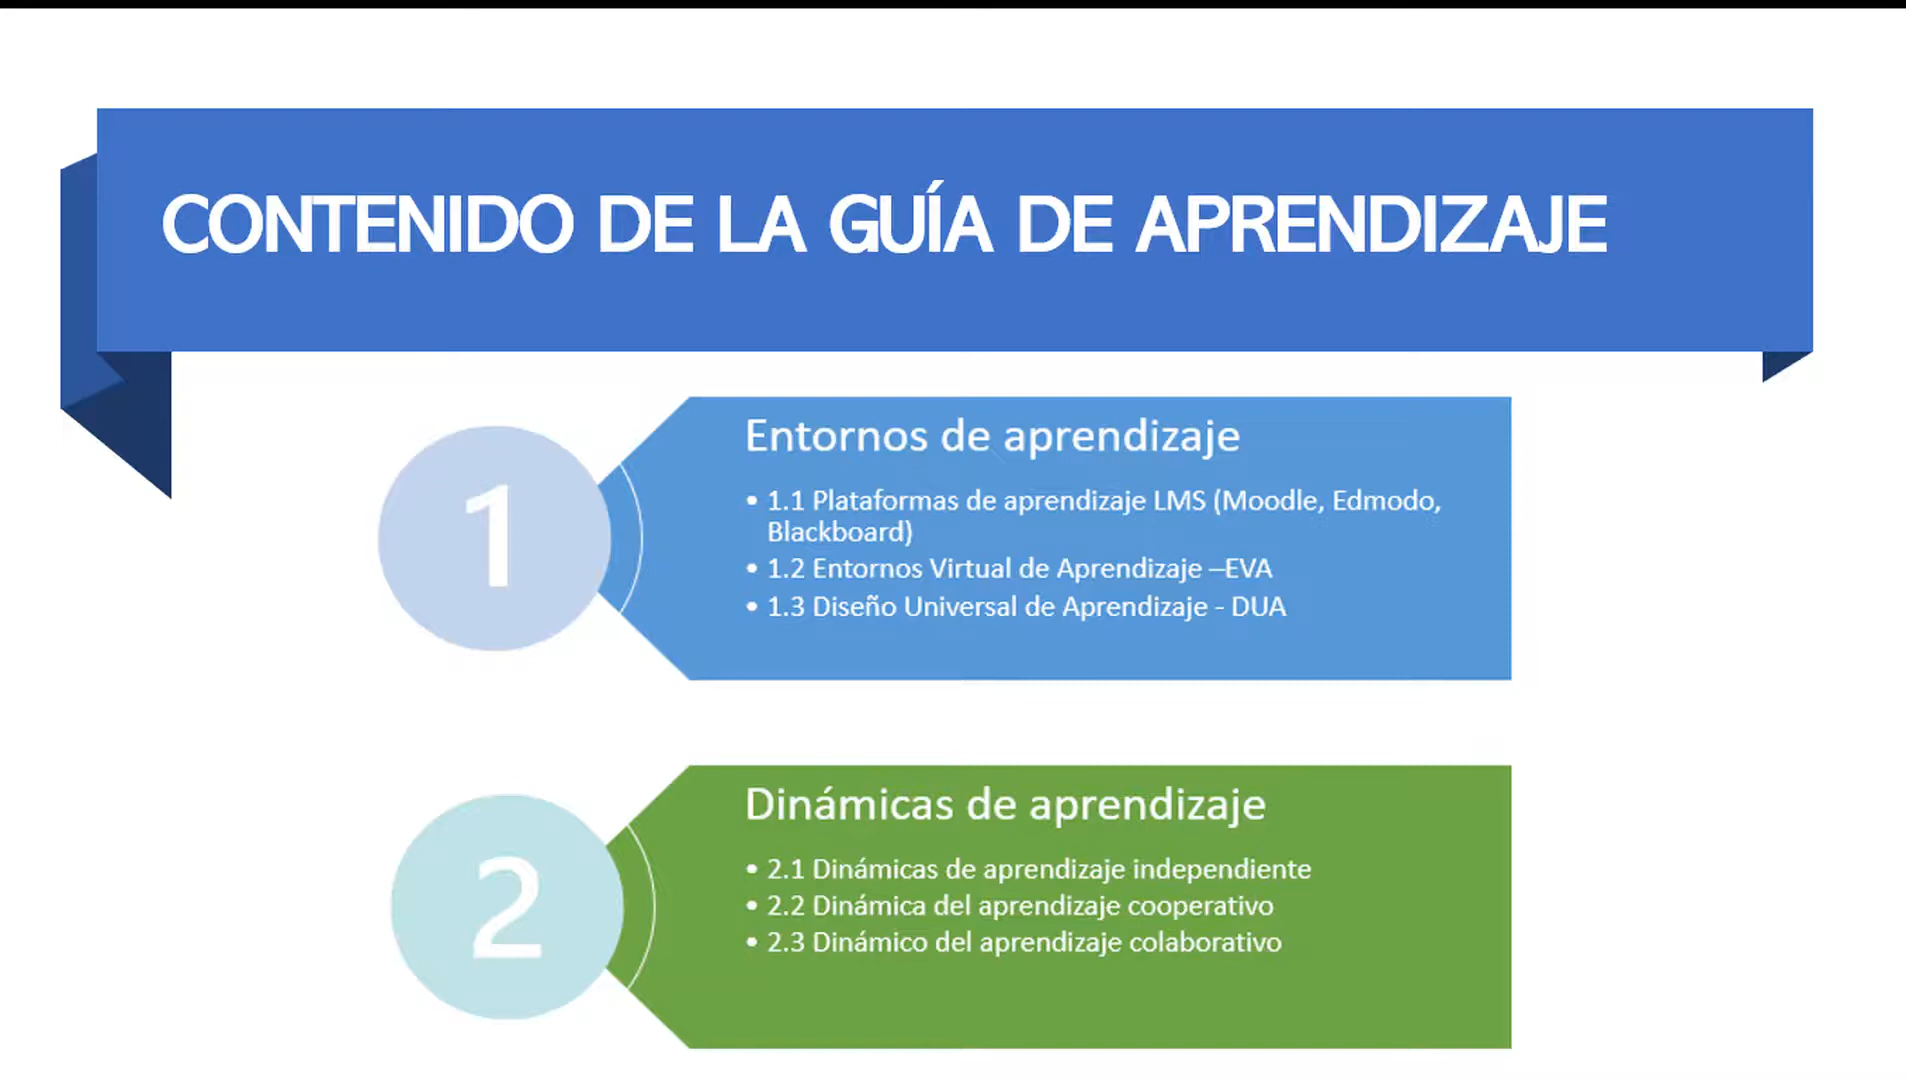 CONTENIDO DE LA GUÍA DE APRENDIZAJE
1
Entornos de aprendizaje
• 1.1 Plataformas de aprendizaje LMS (Moodle, Edmodo,
Blackboard)
• 1.2 Entornos Virtual de Aprendizaje –EVA
• 1.3 Diseño Universal de Aprendizaje - DUA
2
Dinámicas de aprendizaje
• 2.1 Dinámicas de aprendizaje independiente
• 2.2 Dinámica del aprendizaje cooperativo
• 2.3 Dinámico del aprendizaje colaborativo